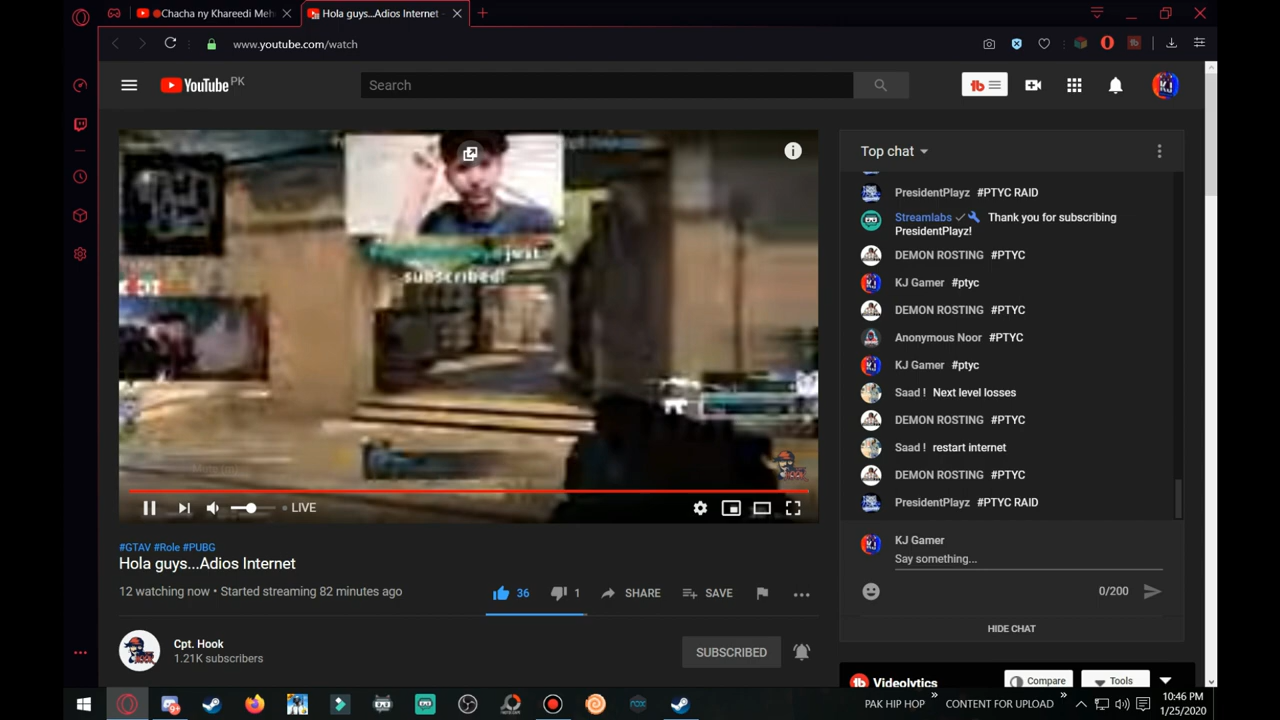 Chacha ny Khareedi Meh
Hola guys...Adios Internet
www.youtube.com/watch
YouTube PK
Search
just
subscribed!
LIVE
#GTAV #Role #PUBG
Hola guys...Adios Internet
12 watching now • Started streaming 82 minutes ago
36
1
SHARE
SAVE
Cpt. Hook
1.21K subscribers
SUBSCRIBED
Top chat
PresidentPlayz #PTYC RAID
Streamlabs Thank you for subscribing
PresidentPlayz!
DEMON ROSTING #PTYC
KJ Gamer #ptyc
DEMON ROSTING #PTYC
Anonymous Noor #PTYC
KJ Gamer #ptyc
Saad ! Next level losses
DEMON ROSTING #PTYC
Saad ! restart internet
DEMON ROSTING #PTYC
PresidentPlayz #PTYC RAID
KJ Gamer
Say something...
0/200
HIDE CHAT
Videolytics
Compare
Tools
PAK HIP HOP
CONTENT FOR UPLOAD
10:46 PM
1/25/2020